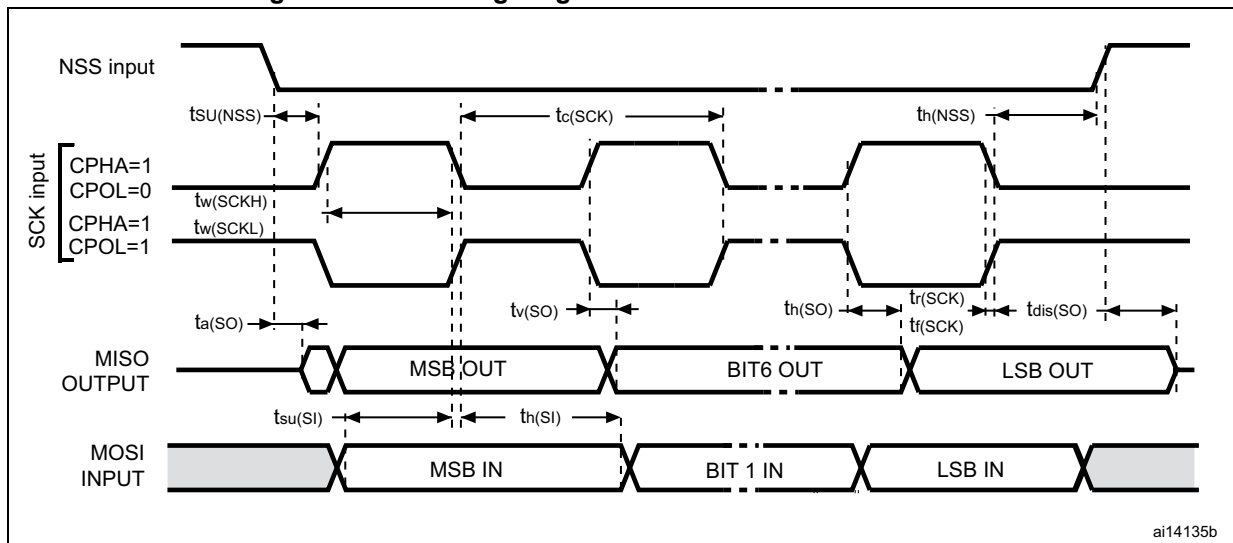 NSS input
tSU(NSS)
tc(SCK)
th(NSS)
SCK input
CPHA=1
CPOL=0
tw(SCKH)
CPHA=1
tw(SCKL)
CPOL=1
ta(SO)
tv(SO)
th(SO)
tr(SCK)
tf(SCK)
tdis(SO)
MISO
OUTPUT
MSB OUT
BIT6 OUT
LSB OUT
tsu(SI)
th(SI)
MOSI
INPUT
MSB IN
BIT 1 IN
LSB IN
ai14135b